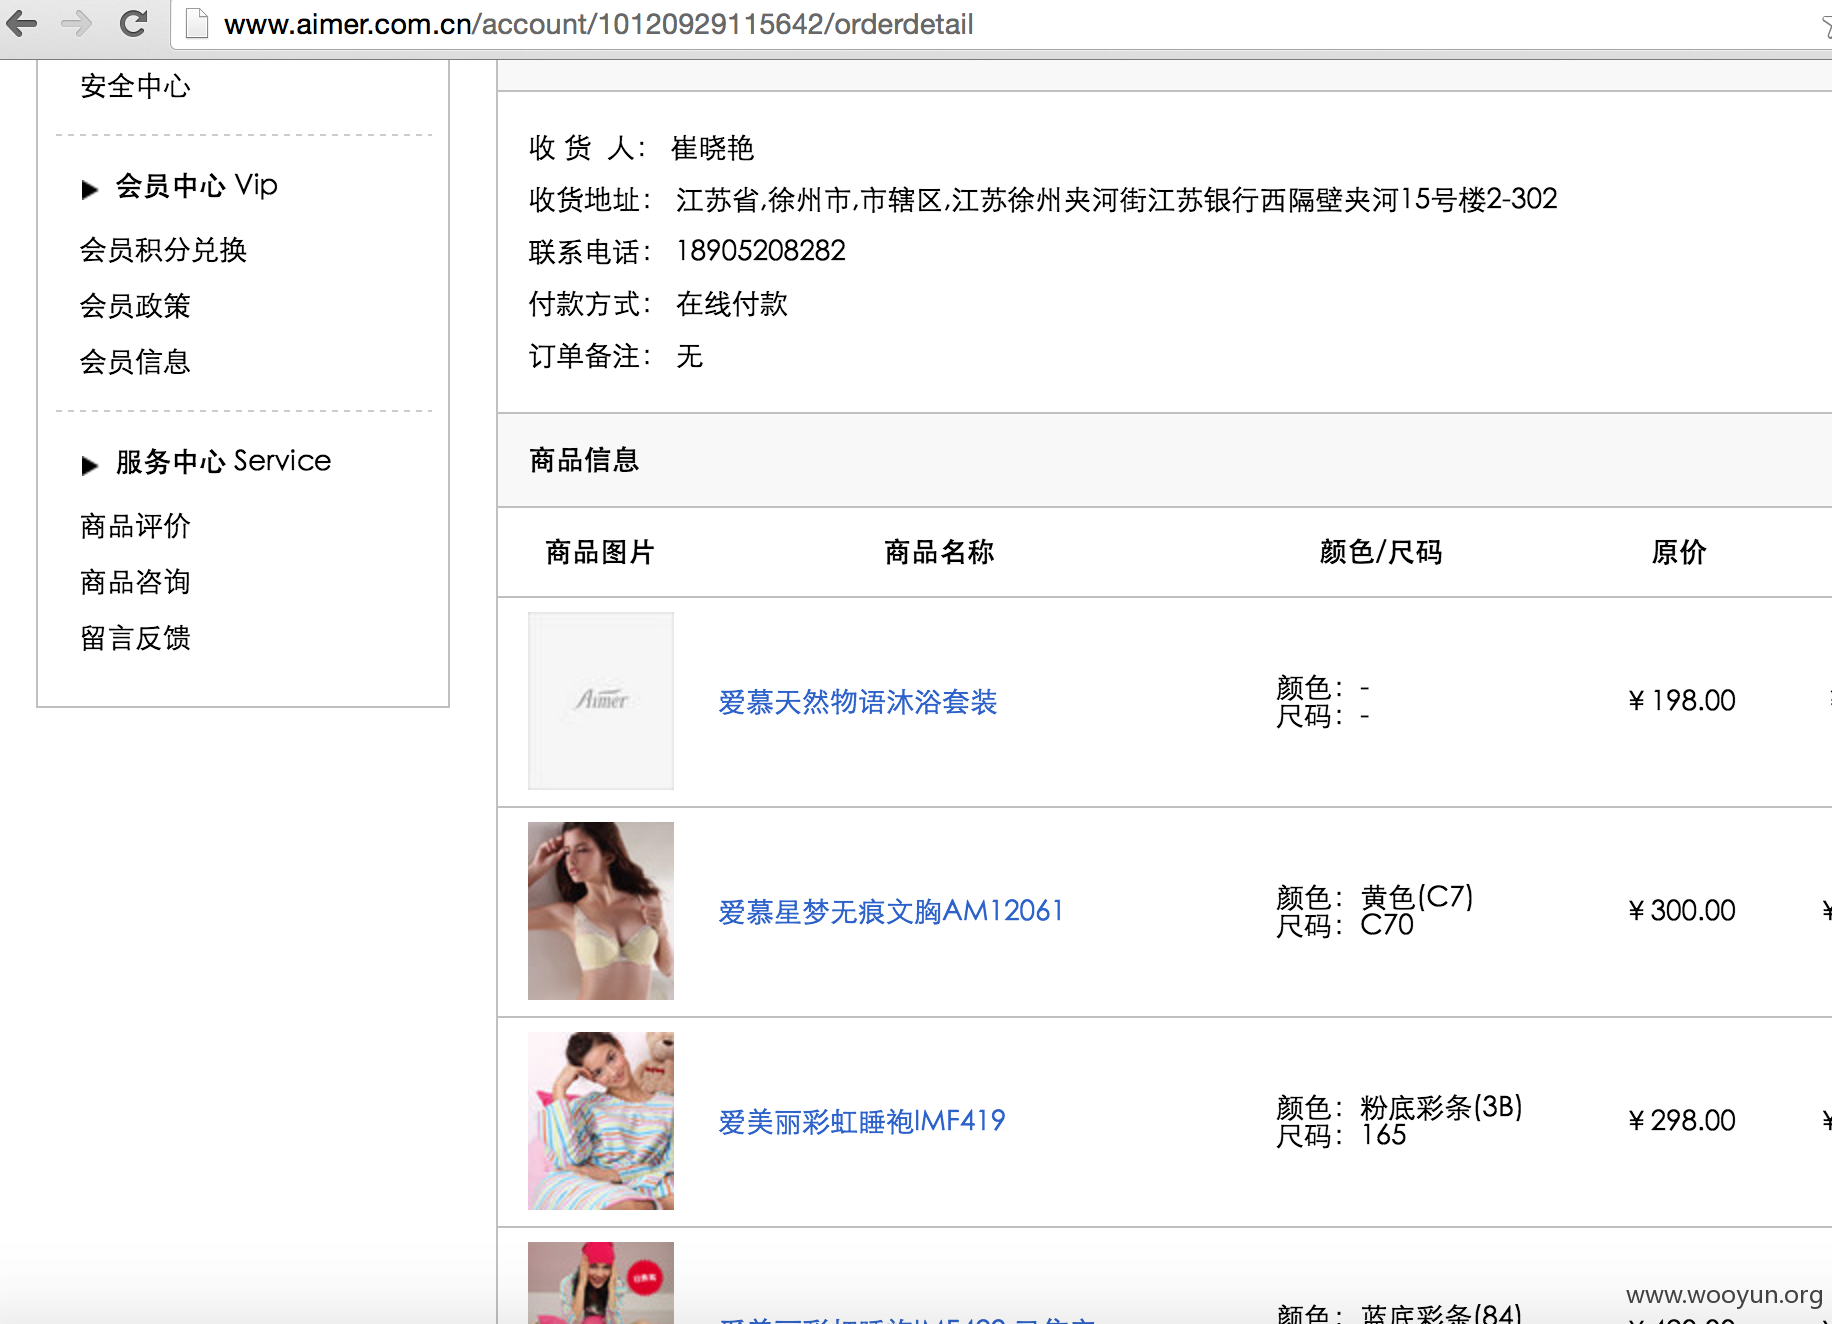 www.aimer.com.cn/account/10120929115642/orderdetail
安全中心
会员中心 Vip
会员积分兑换
会员政策
会员信息
服务中心 Service
商品评价
商品咨询
留言反馈
收 货 人： 崔晓艳
收货地址： 江苏省,徐州市,市辖区,江苏徐州夹河街江苏银行西隔壁夹河15号楼2-302
联系电话： 18905208282
付款方式： 在线付款
订单备注： 无
商品信息
商品图片 商品名称 颜色/尺码 原价
Aimer
爱慕天然物语沐浴套装
颜色： -
尺码： -
¥ 198.00
爱慕星梦无痕文胸AM12061
颜色： 黄色(C7)
尺码： C70
¥ 300.00
爱美丽彩虹睡袍IMF419
颜色： 粉底彩条(3B)
尺码： 165
¥ 298.00
颜色： 蓝底彩条(84)
www.wooyun.org